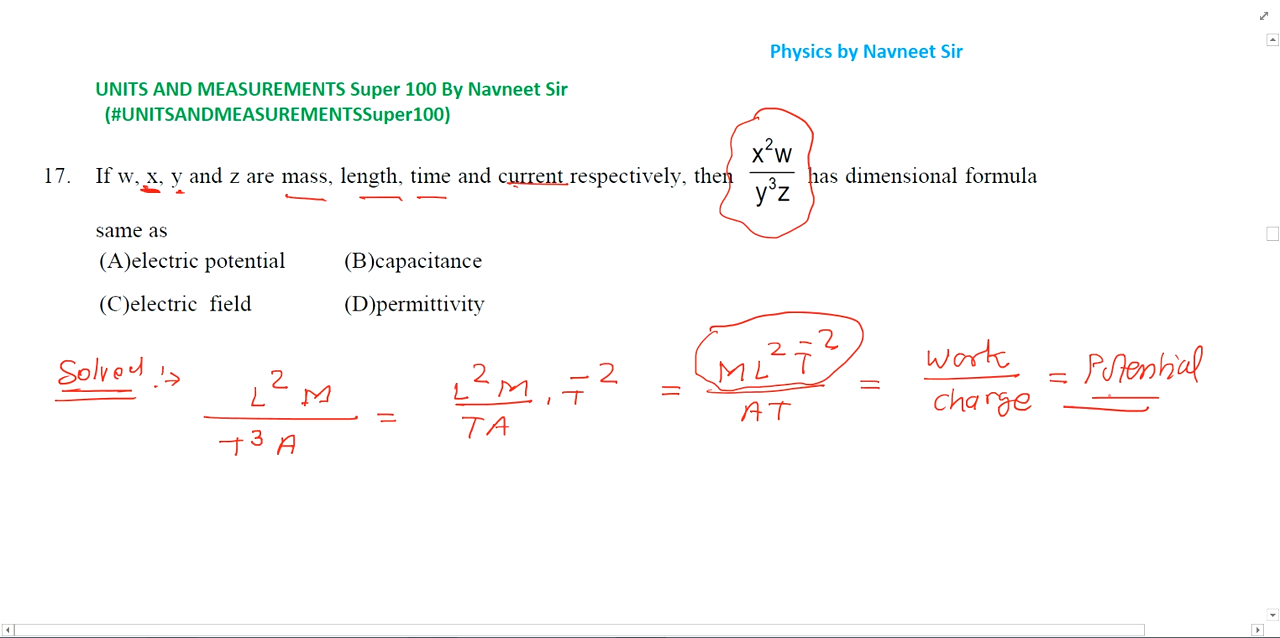 Physics by Navneet Sir
UNITS AND MEASUREMENTS Super 100 By Navneet Sir
(#UNITSANDMEASUREMENTSSuper100)
17. If w, x, y and z are mass, length, time and current respectively, then x²w / y³z has dimensional formula
same as
(A)electric potential (B)capacitance
(C)electric field (D)permittivity
Solved :→ L²M / T³A = L²M / TA . T⁻² = ML²T⁻² / AT = Work / charge = Potential